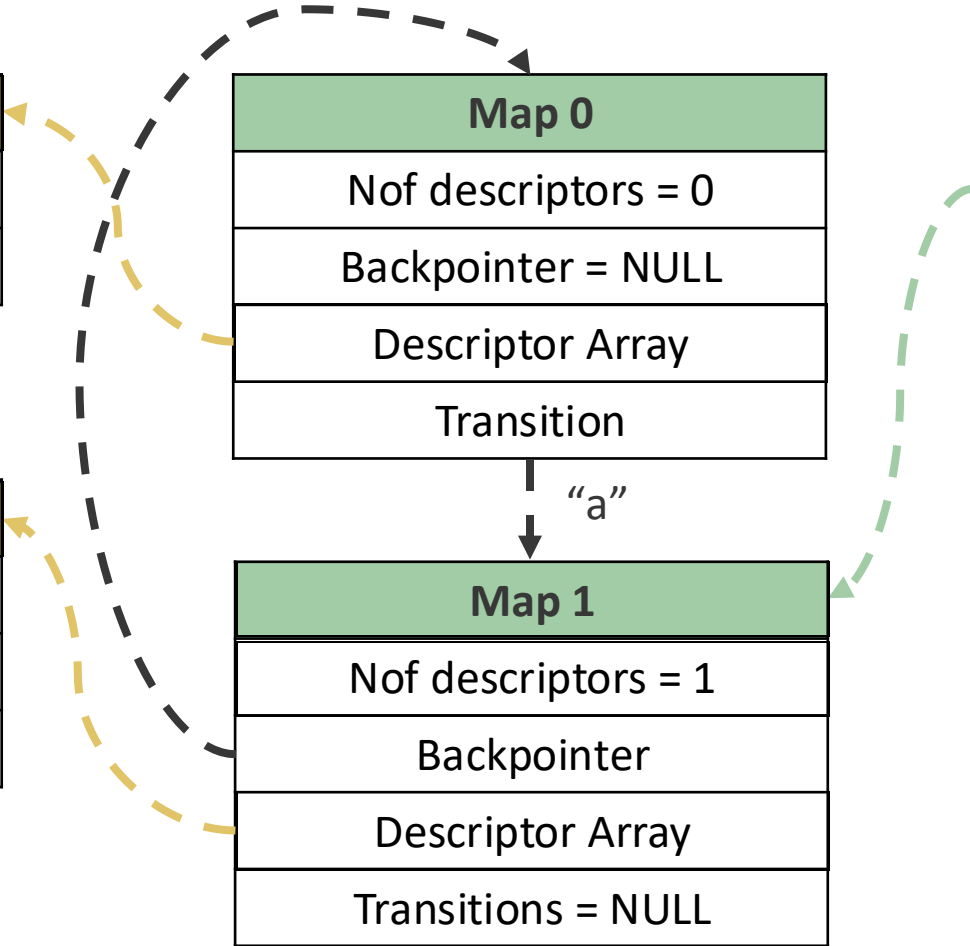 Map 0
Nof descriptors = 0
Backpointer = NULL
Descriptor Array
Transition
“a”
Map 1
Nof descriptors = 1
Backpointer
Descriptor Array
Transitions = NULL